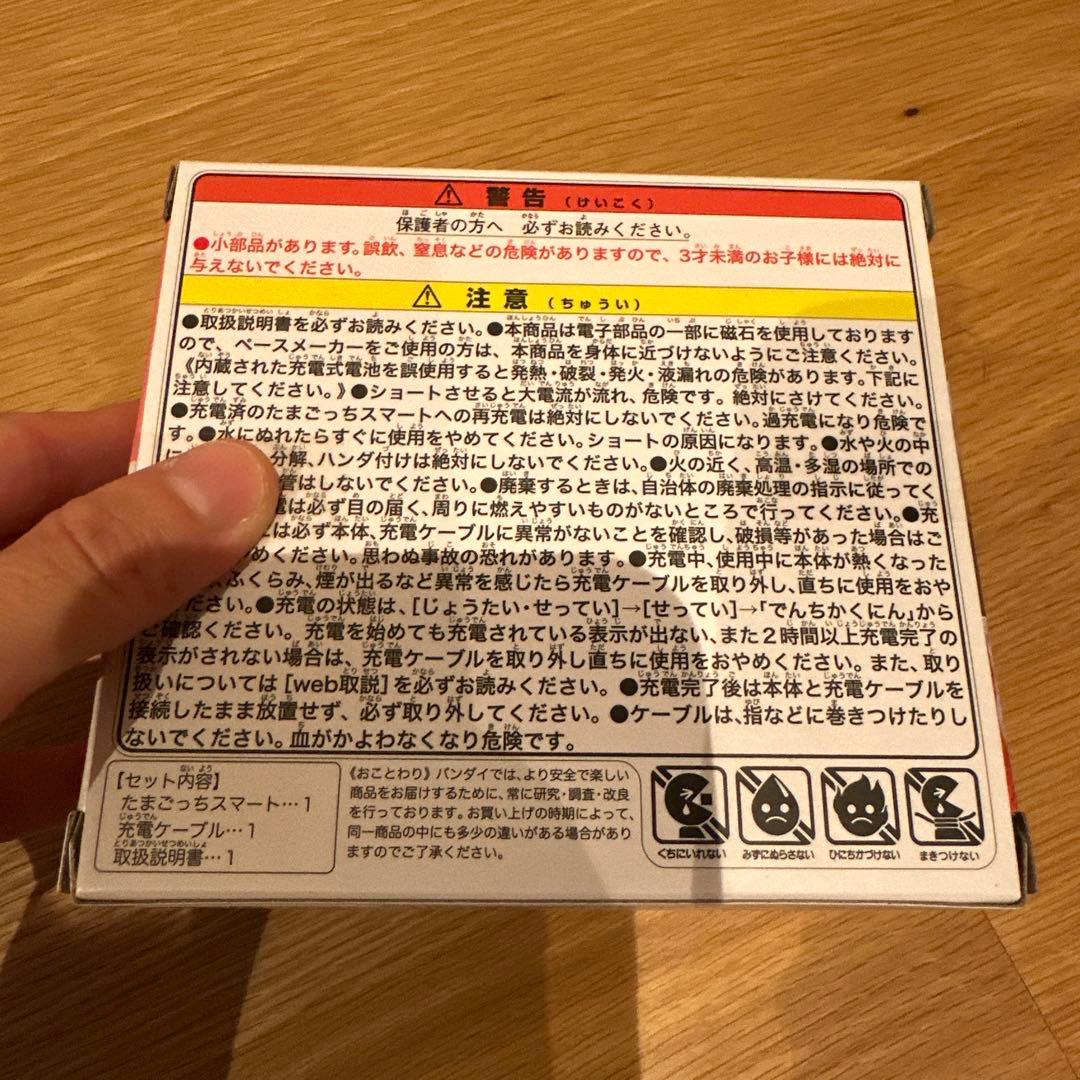 警告（けいこく）
保護者の方へ 必ずお読みください。
●小部品があります。誤飲、窒息などの危険がありますので、3才未満のお子様には絶対に
与えないでください。
注意（ちゅうい）
●取扱説明書を必ずお読みください。●本商品は電子部品の一部に磁石を使用しております
ので、ペースメーカーをご使用の方は、本商品を身体に近づけないようにご注意ください。
《内蔵された充電式電池を誤使用すると発熱・破裂・発火・液漏れの危険があります。下記に
注意してください。》●ショートさせると大電流が流れ、危険です。絶対にさけてください。
●充電済のたまごっちスマートへの再充電は絶対にしないでください。過充電になり危険で
す。●水にぬれたらすぐに使用をやめてください。ショートの原因になります。●水や火の中
に 分解、ハンダ付けは絶対にしないでください。●火の近く、高温・多湿の場所での
管はしないでください。●廃棄するときは、自治体の廃棄処理の指示に従ってく
電は必ず目の届く、周りに燃えやすいものがないところで行ってください。●充
には必ず本体、充電ケーブルに異常がないことを確認し、破損等があった場合はご
やめください。思わぬ事故の恐れがあります。●充電中、使用中に本体が熱くなった
ふくらみ、煙が出るなど異常を感じたら充電ケーブルを取り外し、直ちに使用をおや
ください。●充電の状態は、［じょうたい・せってい］→［せってい］→「でんちかくにん」から
ご確認ください。充電を始めても充電されている表示が出ない、また2時間以上充電完了の
表示がされない場合は、充電ケーブルを取り外し直ちに使用をおやめください。また、取り
扱いについては［web取説］を必ずお読みください。●充電完了後は本体と充電ケーブルを
接続したまま放置せず、必ず取り外してください。●ケーブルは、指などに巻きつけたりし
ないでください。血がかよわなくなり危険です。
【セット内容】
たまごっちスマート…1
充電ケーブル…1
取扱説明書…1
《おことわり》バンダイでは、より安全で楽しい
商品をお届けするために、常に研究・調査・改良
を行っております。お買い上げの時期によって、
同一商品の中にも多少の違いがある場合があり
ますのでご了承ください。
くちにいれない
みずにぬらさない
ひにちかづけない
まきつけない